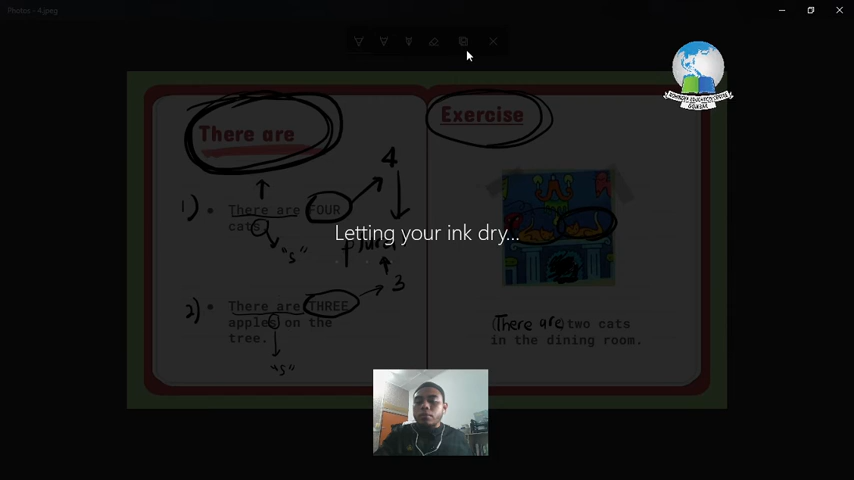 Photos - 4.jpeg
There are
1) There are FOUR
cats.
"s"
4
plural
2) There are THREE
apples on the
tree.
"s"
3
Exercise
(There are) two cats
in the dining room.
Letting your ink dry...